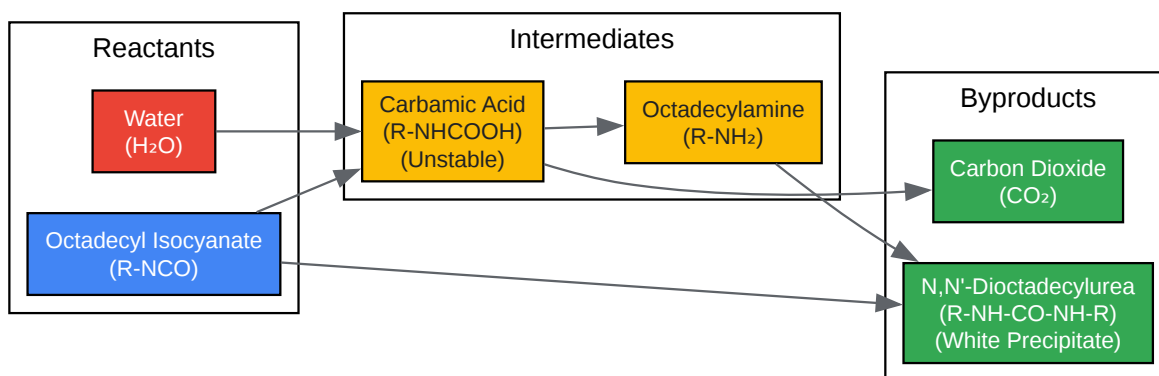 Reactants
Water
(H₂O)
Octadecyl Isocyanate
(R-NCO)
Intermediates
Carbamic Acid
(R-NHCOOH)
(Unstable)
Octadecylamine
(R-NH₂)
Byproducts
Carbon Dioxide
(CO₂)
N,N'-Dioctadecylurea
(R-NH-CO-NH-R)
(White Precipitate)